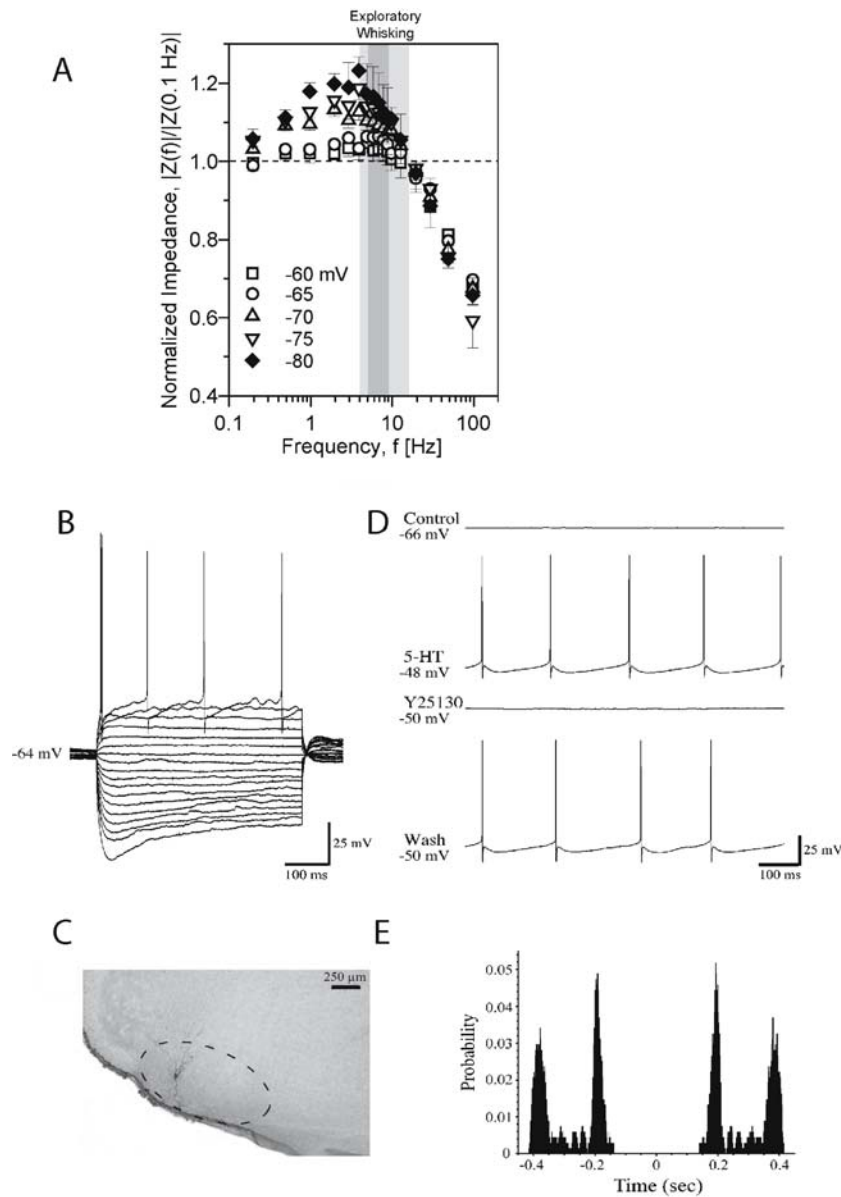 Exploratory
Whisking
A
Normalized Impedance, |Z(f)|/|Z(0.1 Hz)|
1.2
1.0
0.8
0.6
0.4
-60 mV
-65
-70
-75
-80
0.1
1
10
100
Frequency, f [Hz]
B
-64 mV
25 mV
100 ms
D
Control
-66 mV
5-HT
-48 mV
Y25130
-50 mV
Wash
-50 mV
25 mV
100 ms
C
250 µm
E
Probability
0.05
0.04
0.03
0.02
0.01
0
-0.4
-0.2
0
0.2
0.4
Time (sec)